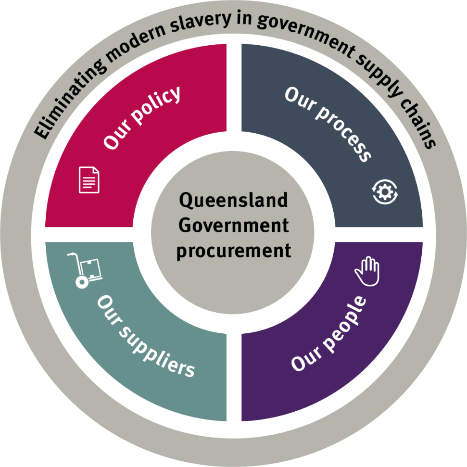 Eliminating modern slavery in government supply chains
Our policy
Our process
Queensland
Government
procurement
Our suppliers
Our people